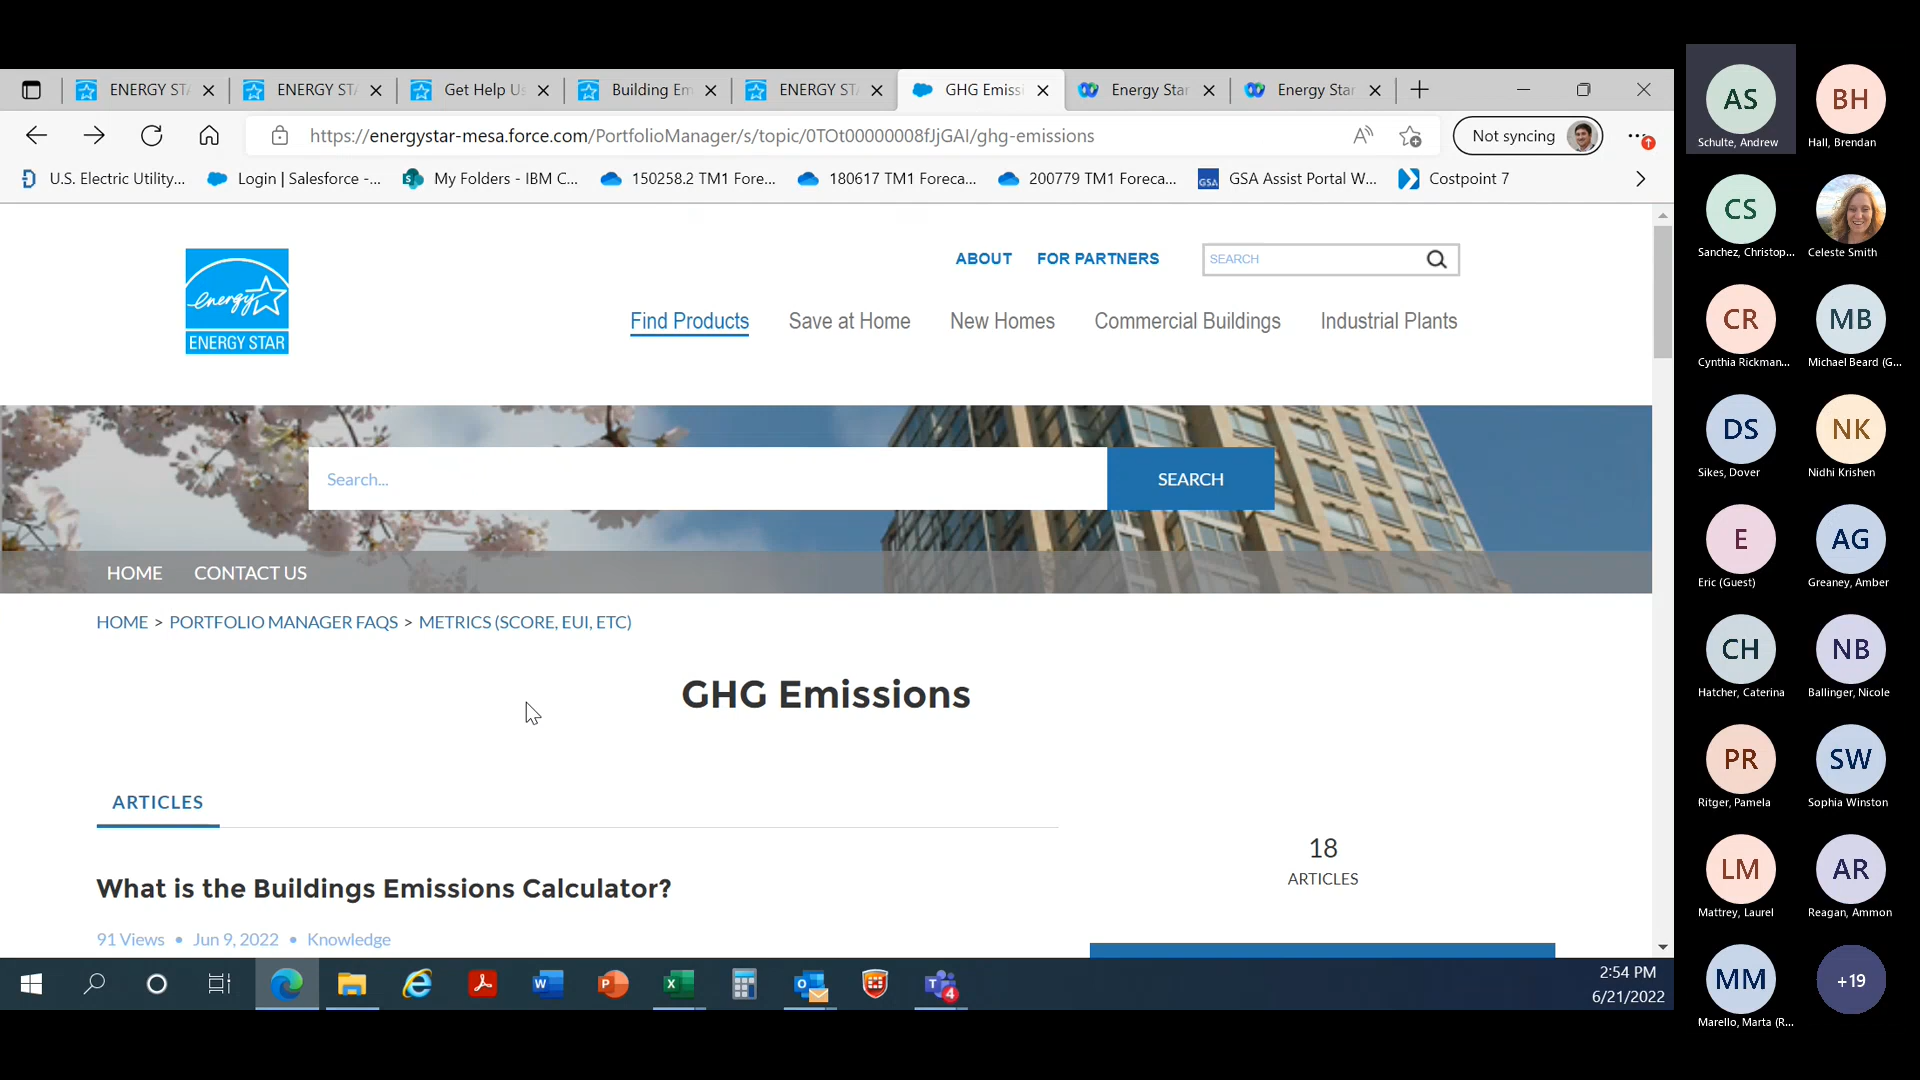 ENERGY STA
ENERGY STA
Get Help Us
Building Em
ENERGY STA
GHG Emissi
Energy Star
Energy Star
https://energystar-mesa.force.com/PortfolioManager/s/topic/0TOt00000008fJjGAI/ghg-emissions
Not syncing
U.S. Electric Utility...
Login | Salesforce -...
My Folders - IBM C...
150258.2 TM1 Fore...
180617 TM1 Foreca...
200779 TM1 Foreca...
GSA
GSA Assist Portal W...
Costpoint 7
energy
ENERGY STAR
ABOUT
FOR PARTNERS
SEARCH
Find Products
Save at Home
New Homes
Commercial Buildings
Industrial Plants
Search...
SEARCH
HOME
CONTACT US
HOME > PORTFOLIO MANAGER FAQS > METRICS (SCORE, EUI, ETC)
GHG Emissions
ARTICLES
18
ARTICLES
What is the Buildings Emissions Calculator?
91 Views • Jun 9, 2022 • Knowledge
4
2:54 PM
6/21/2022
AS
Schulte, Andrew
BH
Hall, Brendan
CS
Sanchez, Christop...
Celeste Smith
CR
Cynthia Rickman...
MB
Michael Beard (G...
DS
Sikes, Dover
NK
Nidhi Krishen
E
Eric (Guest)
AG
Greaney, Amber
CH
Hatcher, Caterina
NB
Ballinger, Nicole
PR
Ritger, Pamela
SW
Sophia Winston
LM
Mattrey, Laurel
AR
Reagan, Ammon
MM
Marello, Marta (R...
+19